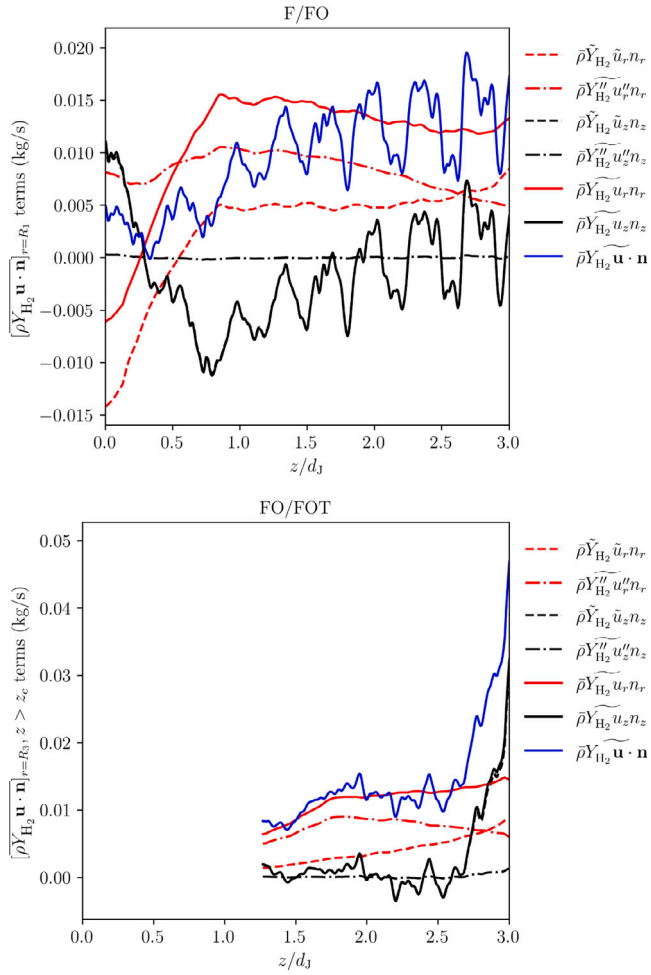 F/FO
[ρY_H₂ u · n]_r=R₁ terms (kg/s)
0.020
0.015
0.010
0.005
0.000
−0.005
−0.010
−0.015
0.0 0.5 1.0 1.5 2.0 2.5 3.0
z/d_J
ρ̄Ỹ_H₂ ũ_r n_r
ρ̄Y″_H₂ u″_r n_r
ρ̄Ỹ_H₂ ũ_z n_z
ρ̄Y″_H₂ u″_z n_z
ρ̄Y_H₂ u_r n_r
ρ̄Y_H₂ u_z n_z
ρ̄Y_H₂ u · n
FO/FOT
[ρY_H₂ u · n]_r=R₃, z > z_c terms (kg/s)
0.05
0.04
0.03
0.02
0.01
0.00
0.0 0.5 1.0 1.5 2.0 2.5 3.0
z/d_J
ρ̄Ỹ_H₂ ũ_r n_r
ρ̄Y″_H₂ u″_r n_r
ρ̄Ỹ_H₂ ũ_z n_z
ρ̄Y″_H₂ u″_z n_z
ρ̄Y_H₂ u_r n_r
ρ̄Y_H₂ u_z n_z
ρ̄Y_H₂ u · n